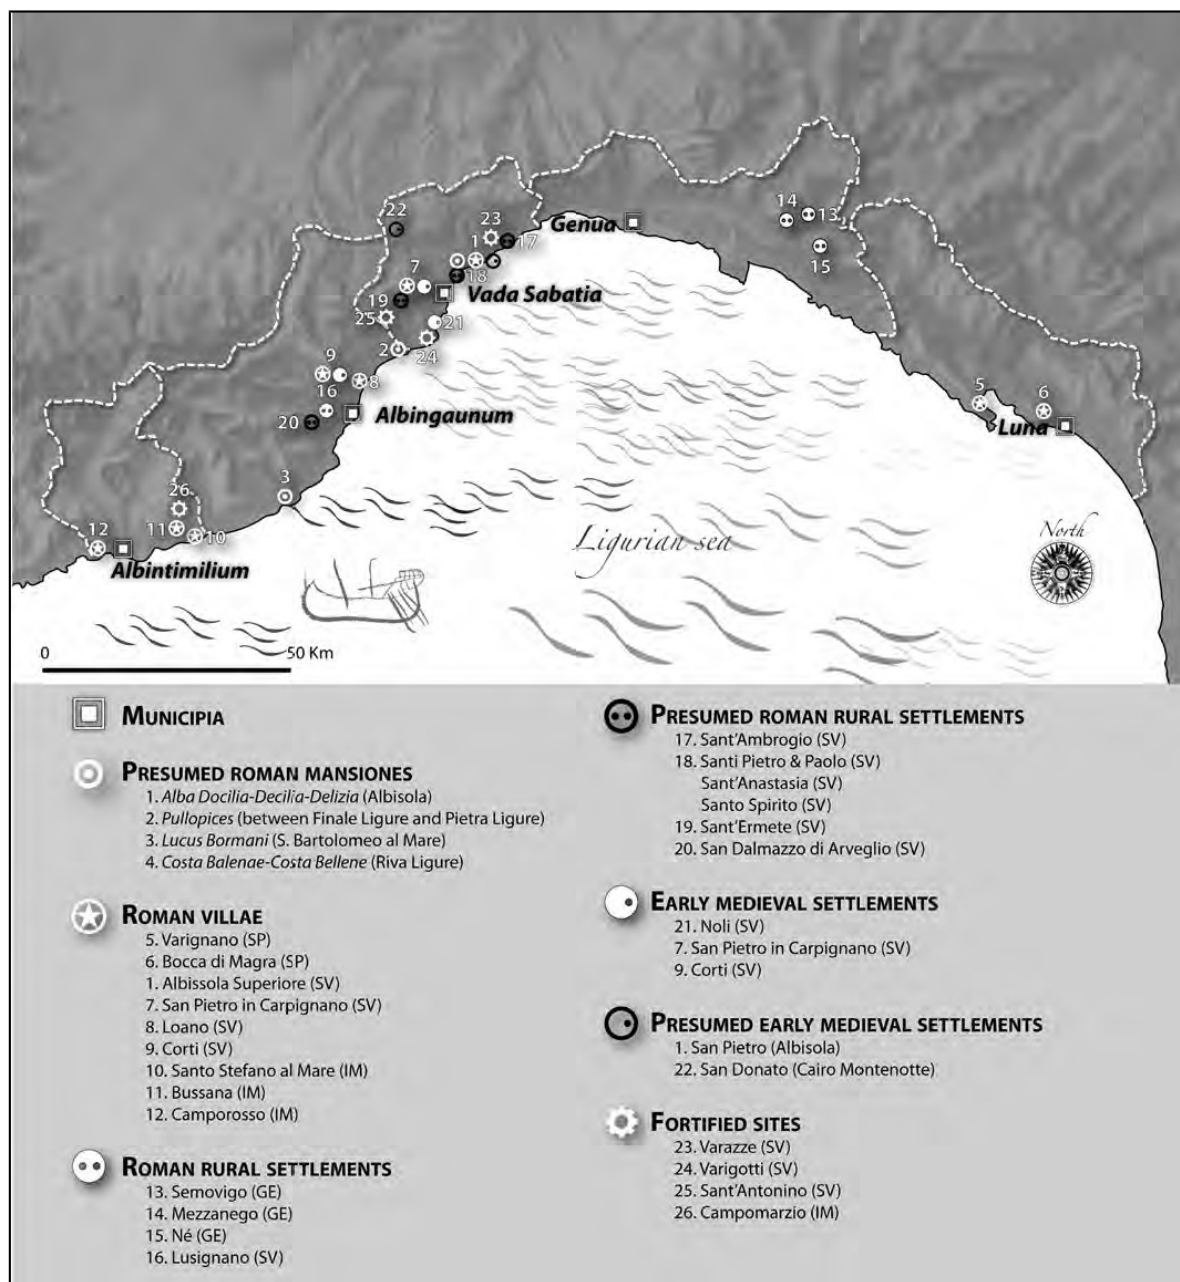 22
23
14
13
Genua
17
1
15
7
18
Vada Sabatia
19
25
21
2
24
9
8
5
6
16
Albingaunum
20
Luna
3
26
11
10
12
Ligurian sea
North
Albintimilium
0
50 Km
MUNICIPIA
PRESUMED ROMAN MANSIONES
1. Alba Docilia-Decilia-Delizia (Albisola)
2. Pullopices (between Finale Ligure and Pietra Ligure)
3. Lucus Bormani (S. Bartolomeo al Mare)
4. Costa Balenae-Costa Bellene (Riva Ligure)
ROMAN VILLAE
5. Varignano (SP)
6. Bocca di Magra (SP)
1. Albissola Superiore (SV)
7. San Pietro in Carpignano (SV)
8. Loano (SV)
9. Corti (SV)
10. Santo Stefano al Mare (IM)
11. Bussana (IM)
12. Camporosso (IM)
ROMAN RURAL SETTLEMENTS
13. Semovigo (GE)
14. Mezzanego (GE)
15. Né (GE)
16. Lusignano (SV)
PRESUMED ROMAN RURAL SETTLEMENTS
17. Sant'Ambrogio (SV)
18. Santi Pietro & Paolo (SV)
Sant'Anastasia (SV)
Santo Spirito (SV)
19. Sant'Ermete (SV)
20. San Dalmazzo di Arveglio (SV)
EARLY MEDIEVAL SETTLEMENTS
21. Noli (SV)
7. San Pietro in Carpignano (SV)
9. Corti (SV)
PRESUMED EARLY MEDIEVAL SETTLEMENTS
1. San Pietro (Albisola)
22. San Donato (Cairo Montenotte)
FORTIFIED SITES
23. Varazze (SV)
24. Varigotti (SV)
25. Sant'Antonino (SV)
26. Campomarzio (IM)